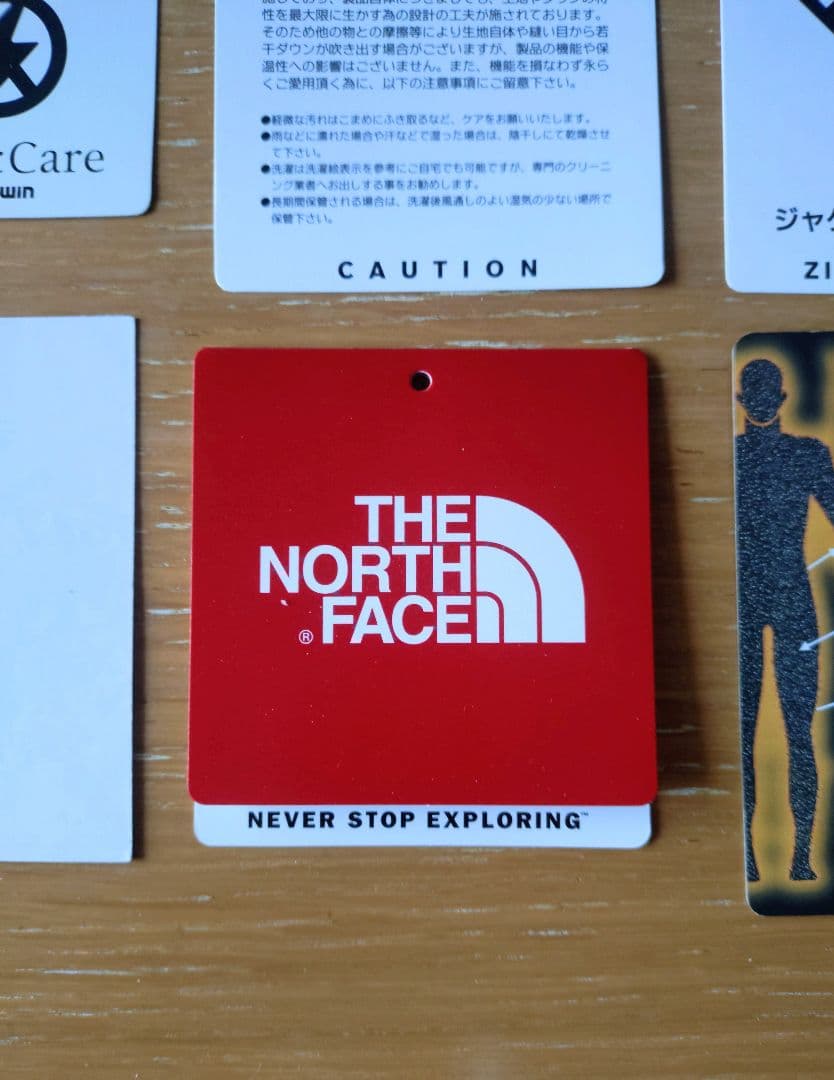 :Care
WIN
性を最大限に生かす為の設計の工夫が施されております。
そのため他の物との摩擦等により生地自体や縫い目から若
干ダウンが吹き出す場合がございますが、製品の機能や保
温性への影響はございません。また、機能を損なわず永ら
くご愛用頂く為に、以下の注意事項にご留意下さい。
●軽微な汚れはこまめにふき取るなど、ケアをお願いいたします。
●雨などに濡れた場合や汗などで湿った場合は、陰干しにて乾燥させ
て下さい。
●洗濯は洗濯絵表示を参考にご自宅でも可能ですが、専門のクリーニ
ング業者へお出しする事をお勧めします。
●長期間保管される場合は、洗濯後風通しのよい湿気の少ない場所で
保管下さい。
CAUTION
ジャケ
ZI
THE
NORTH
® FACE
NEVER STOP EXPLORING™